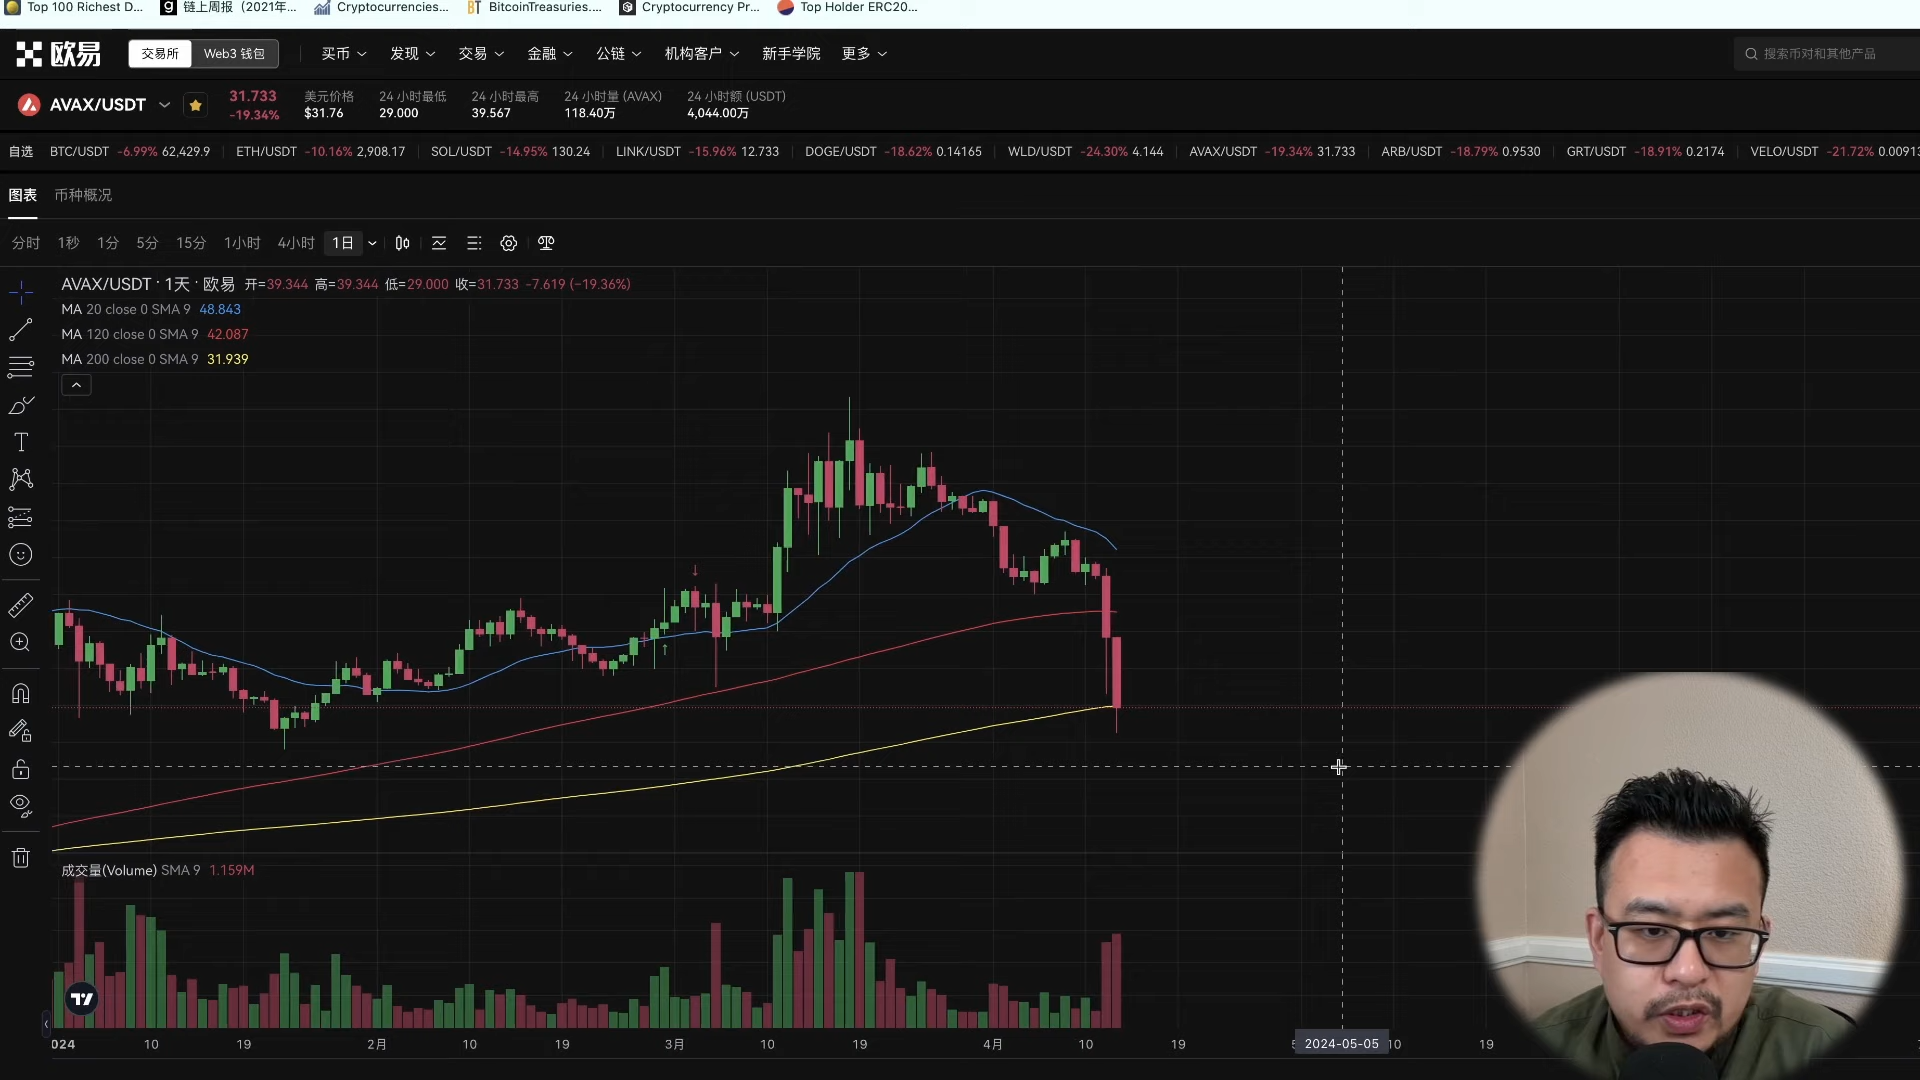 Top 100 Richest D...
链上周报（2021年...
Cryptocurrencies...
BitcoinTreasuries....
Cryptocurrency Pr...
Top Holder ERC20...
欧易
交易所
Web3 钱包
买币
发现
交易
金融
公链
机构客户
新手学院
更多
搜索币对和其他产品
AVAX/USDT
31.733
-19.34%
美元价格
$31.76
24 小时最低
29.000
24 小时最高
39.567
24 小时量 (AVAX)
118.40万
24 小时额 (USDT)
4,044.00万
自选
BTC/USDT -6.99% 62,429.9
ETH/USDT -10.16% 2,908.17
SOL/USDT -14.95% 130.24
LINK/USDT -15.96% 12.733
DOGE/USDT -18.62% 0.14165
WLD/USDT -24.30% 4.144
AVAX/USDT -19.34% 31.733
ARB/USDT -18.79% 0.9530
GRT/USDT -18.91% 0.2174
VELO/USDT -21.72% 0.00913
图表
币种概况
分时 1秒 1分 5分 15分 1小时 4小时 1日
AVAX/USDT · 1天 · 欧易 开=39.344 高=39.344 低=29.000 收=31.733 -7.619 (−19.36%)
MA 20 close 0 SMA 9 48.843
MA 120 close 0 SMA 9 42.087
MA 200 close 0 SMA 9 31.939
成交量(Volume) SMA 9 1.159M
024 10 19 2月 10 19 3月 10 19 4月 10 19 2024-05-05 10 19